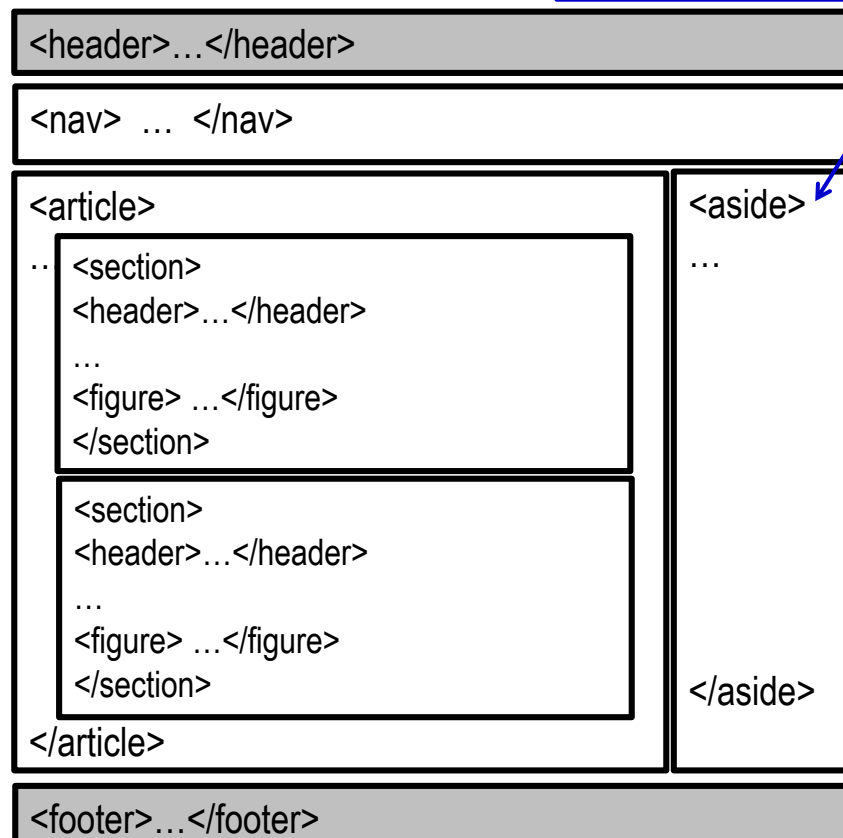 <header>…</header>
<nav> … </nav>
<article>
…
<section>
<header>…</header>
…
<figure> …</figure>
</section>
<section>
<header>…</header>
…
<figure> …</figure>
</section>
</article>
<aside>
…
</aside>
<footer>…</footer>